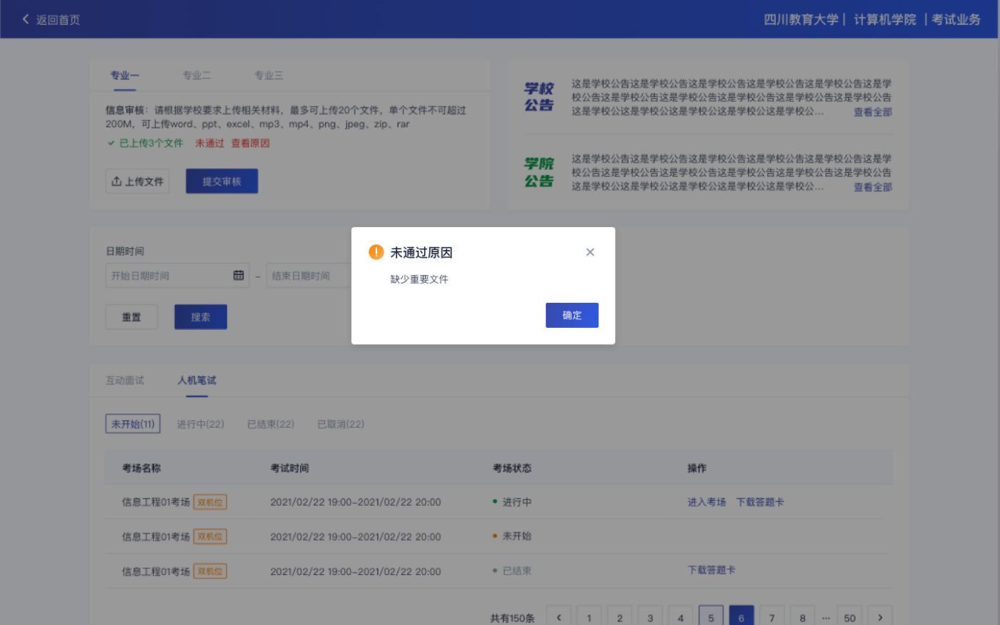 返回首页
四川教育大学 | 计算机学院 | 考试业务
专业一 专业二 专业三
信息审核：请根据学校要求上传相关材料，最多可上传20个文件，单个文件不可超过
200M，可上传word、ppt、excel、mp3、mp4、png、jpeg、zip、rar
已上传3个文件 未通过 查看原因
上传文件 提交审核
学校
公告
这是学校公告这是学校公告这是学校公告这是学校公告这是学校公告这是学
校公告这是学校公告这是学校公告这是学校公告这是学校公告这是学校公告
这是学校公这是学校公这是学校公这是学校公这是学校公... 查看全部
学院
公告
这是学校公告这是学校公告这是学校公告这是学校公告这是学校公告这是学
校公告这是学校公告这是学校公告这是学校公告这是学校公告这是学校公告
这是学校公这是学校公这是学校公这是学校公这是学校公... 查看全部
日期时间
开始日期时间 – 结束日期时间
重置 搜索
未通过原因
缺少重要文件
确定
互动面试 人机笔试
未开始(11) 进行中(22) 已结束(22) 已取消(22)
考场名称 考试时间 考场状态 操作
信息工程01考场 双机位 2021/02/22 19:00-2021/02/22 20:00 进行中 进入考场 下载答题卡
信息工程01考场 双机位 2021/02/22 19:00-2021/02/22 20:00 未开始
信息工程01考场 双机位 2021/02/22 19:00-2021/02/22 20:00 已结束 下载答题卡
共有150条 1 2 3 4 5 6 7 8 ··· 50